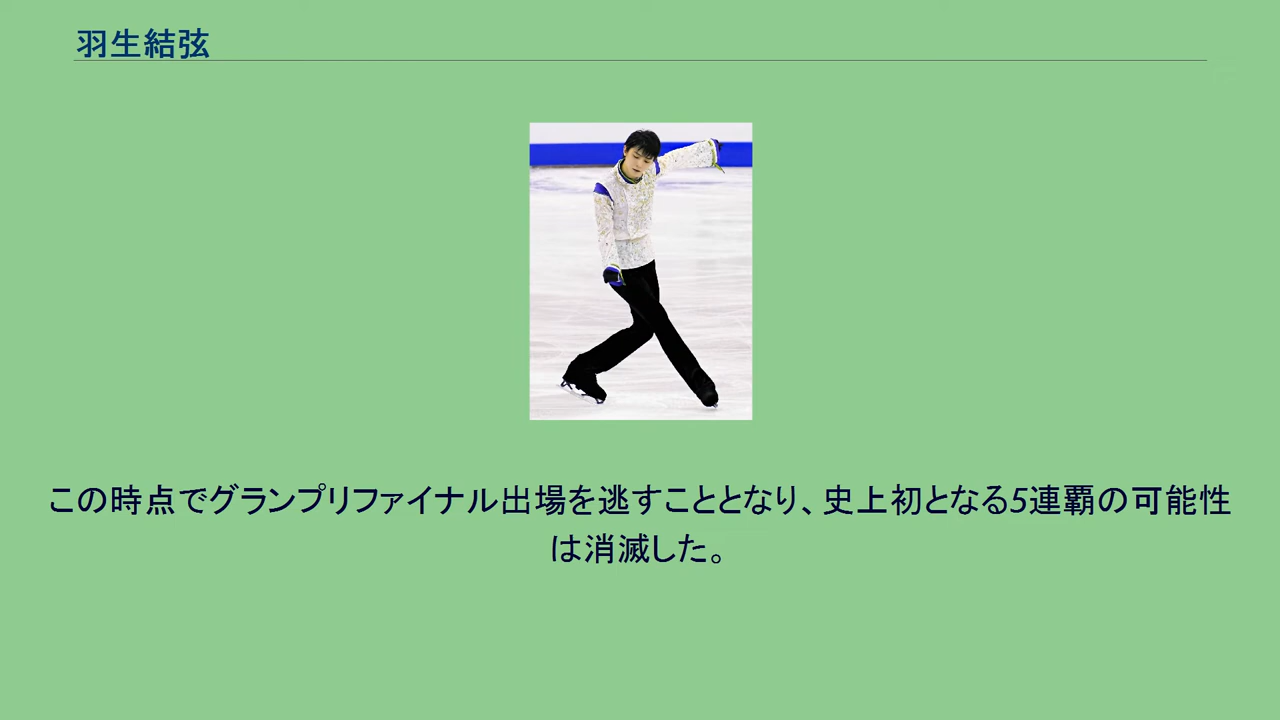 羽生結弦
この時点でグランプリファイナル出場を逃すこととなり、史上初となる5連覇の可能性
は消滅した。